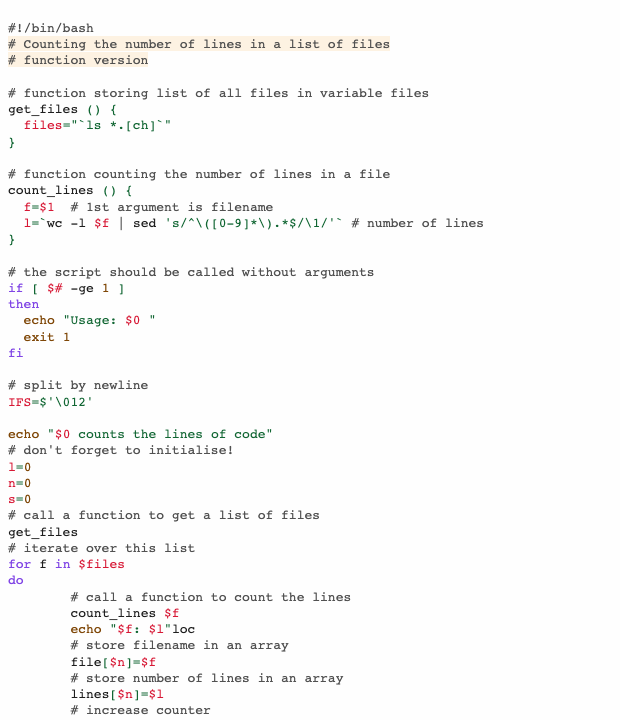 #!/bin/bash
# Counting the number of lines in a list of files
# function version
# function storing list of all files in variable files
get_files () {
files="`ls *.[ch]`"
}
# function counting the number of lines in a file
count_lines () {
f=$1 # 1st argument is filename
l=`wc -l $f | sed 's/^\([0-9]*\).*$/\1/'` # number of lines
}
# the script should be called without arguments
if [ $# -ge 1 ]
then
echo "Usage: $0 "
exit 1
fi
# split by newline
IFS=$'\012'
echo "$0 counts the lines of code"
# don't forget to initialise!
l=0
n=0
s=0
# call a function to get a list of files
get_files
# iterate over this list
for f in $files
do
# call a function to count the lines
count_lines $f
echo "$f: $l"loc
# store filename in an array
file[$n]=$f
# store number of lines in an array
lines[$n]=$l
# increase counter